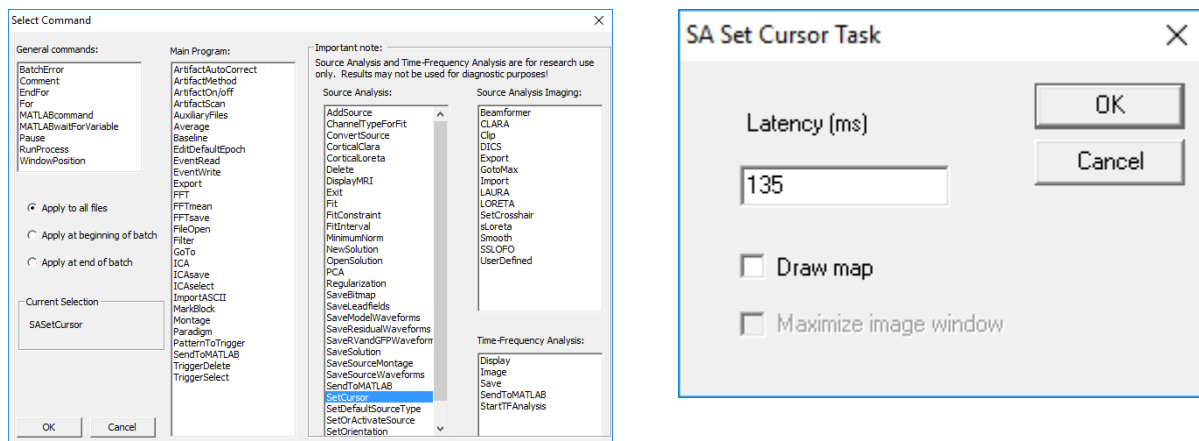 Select Command
General commands:
BatchError
Comment
EndFor
For
MATLABcommand
MATLABwaitForVariable
Pause
RunProcess
WindowPosition
Apply to all files
Apply at beginning of batch
Apply at end of batch
Current Selection
SASetCursor
OK
Cancel
Main Program:
ArtifactAutoCorrect
ArtifactMethod
ArtifactOn/off
ArtifactScan
AuxiliaryFiles
Average
Baseline
EditDefaultEpoch
EventRead
EventWrite
Export
FFT
FFTmean
FFTsave
FileOpen
Filter
GoTo
ICA
ICAsave
ICAselect
ImportASCII
MarkBlock
Montage
Paradigm
PatternToTrigger
SendToMATLAB
TriggerDelete
TriggerSelect
Important note:
Source Analysis and Time-Frequency Analysis are for research use
only. Results may not be used for diagnostic purposes!
Source Analysis:
AddSource
ChannelTypeForFit
ConvertSource
CorticalClara
CorticalLoreta
Delete
DisplayMRI
Exit
Fit
FitConstraint
FitInterval
MinimumNorm
NewSolution
OpenSolution
PCA
Regularization
SaveBitmap
SaveLeadfields
SaveModelWaveforms
SaveResidualWaveforms
SaveRVandGFPWaveform
SaveSolution
SaveSourceMontage
SaveSourceWaveforms
SendToMATLAB
SetCursor
SetDefaultSourceType
SetOrActivateSource
SetOrientation
Source Analysis Imaging:
Beamformer
CLARA
Clip
DICS
Export
GotoMax
Import
LAURA
LORETA
SetCrosshair
sLoreta
Smooth
SSLOFO
UserDefined
Time-Frequency Analysis:
Display
Image
Save
SendToMATLAB
StartTFAnalysis
SA Set Cursor Task
Latency (ms)
135
Draw map
Maximize image window
OK
Cancel